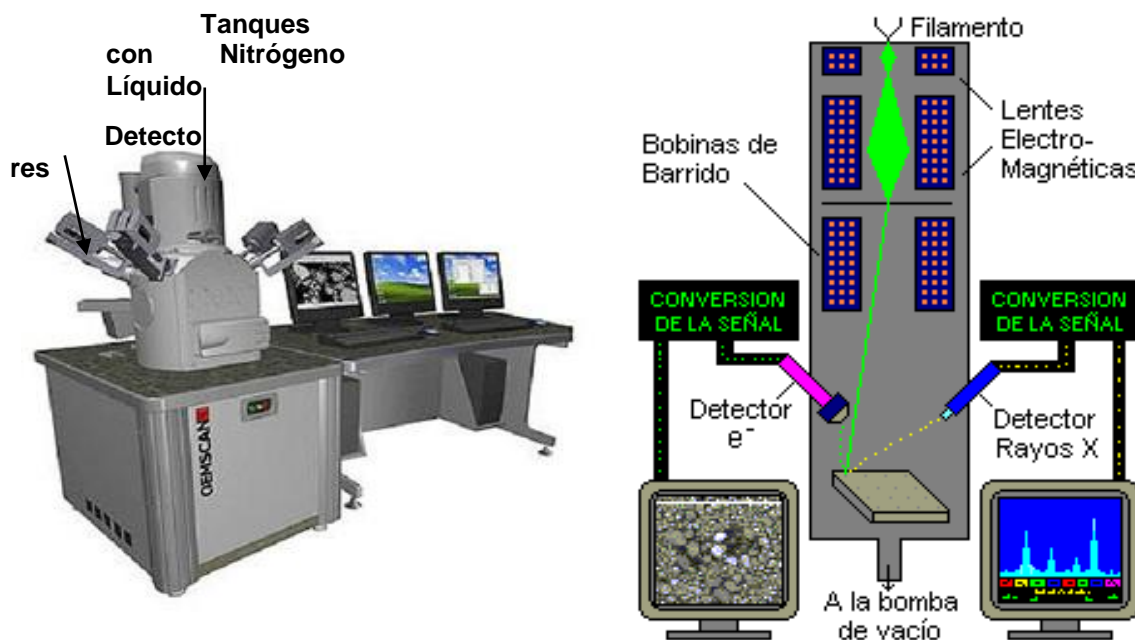 Tanques
con Nitrógeno
Líquido
Detecto
res
QEMSCAN
Filamento
Lentes
Electro-
Magnéticas
Bobinas de
Barrido
CONVERSION
DE LA SEÑAL
CONVERSION
DE LA SEÑAL
Detector
e-
Detector
Rayos X
A la bomba
de vacío